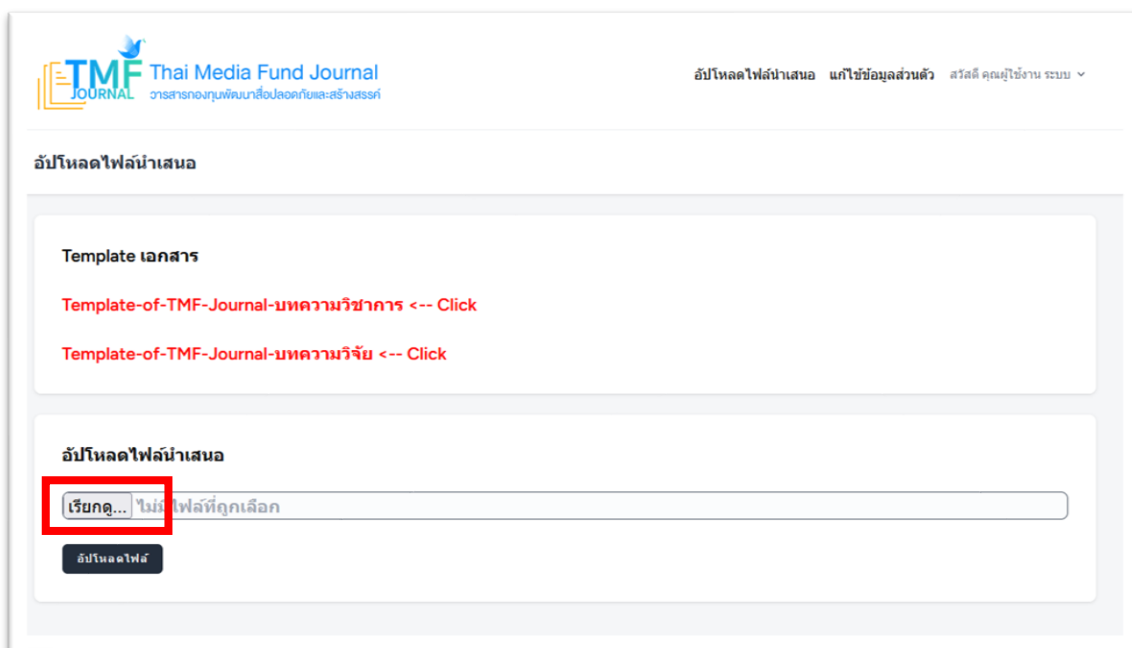 TMF Thai Media Fund Journal
JOURNAL วารสารกองทุนพัฒนาสื่อปลอดภัยและสร้างสรรค์
อัปโหลดไฟล์นำเสนอ แก้ไข้ข้อมูลส่วนตัว สวัสดี คุณผู้ใช้งาน ระบบ
อัปโหลดไฟล์นำเสนอ
Template เอกสาร
Template-of-TMF-Journal-บทความวิชาการ <-- Click
Template-of-TMF-Journal-บทความวิจัย <-- Click
อัปโหลดไฟล์นำเสนอ
เรียกดู... ไม่มีไฟล์ที่ถูกเลือก
อัปโหลดไฟล์